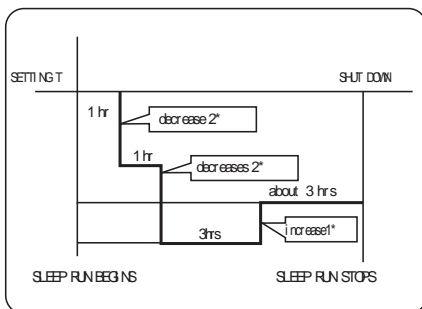 SETTING T SHUT DOWN
1 hr
decrease 2*
1 hr
decreases 2*
about 3 hrs
3hrs
increase1*
SLEEP RUN BEGINS SLEEP RUN STOPS